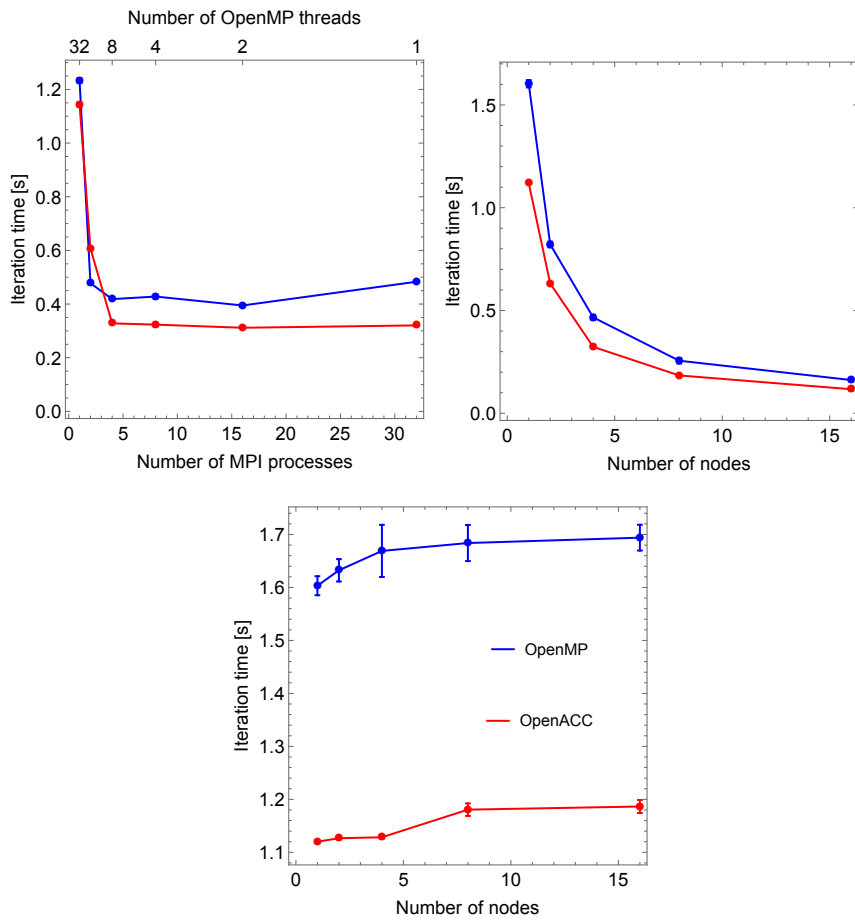 Number of OpenMP threads
32 8 4 2 1
Iteration time [s]
1.2
1.0
0.8
0.6
0.4
0.2
0.0
0 5 10 15 20 25 30
Number of MPI processes
Iteration time [s]
1.5
1.0
0.5
0.0
0 5 10 15
Number of nodes
Iteration time [s]
1.7
1.6
1.5
1.4
1.3
1.2
1.1
OpenMP
OpenACC
0 5 10 15
Number of nodes